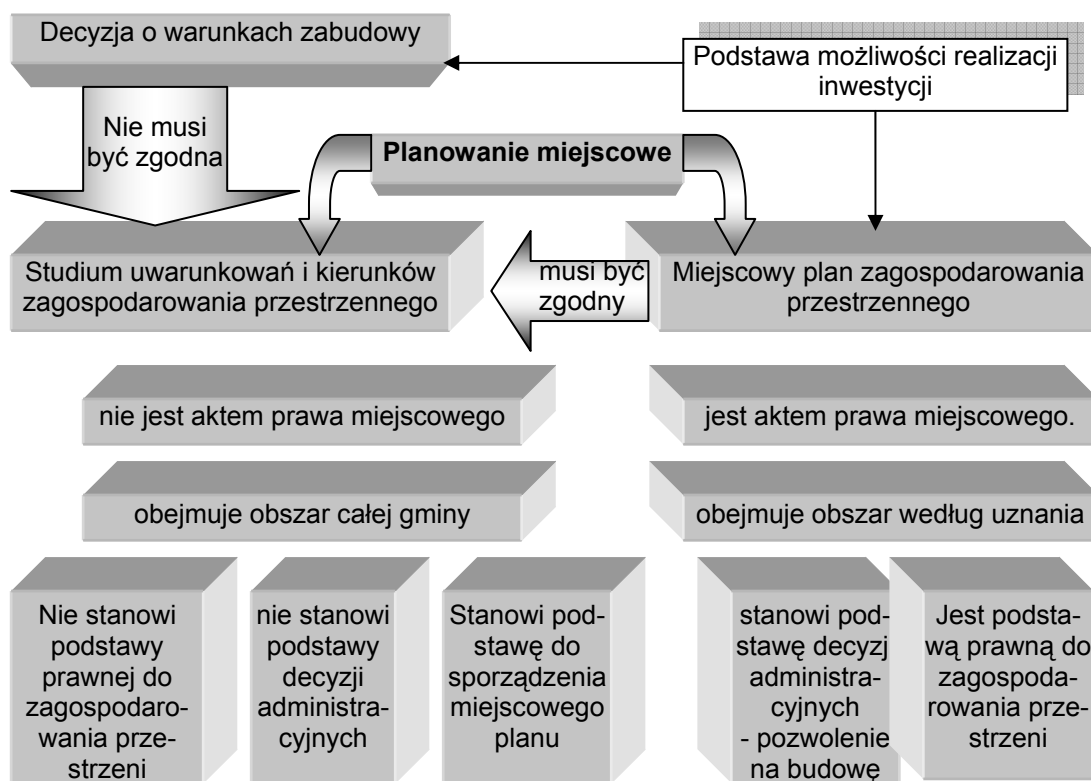 Decyzja o warunkach zabudowy
Podstawa możliwości realizacji
inwestycji
Nie musi
być zgodna
Planowanie miejscowe
Studium uwarunkowań i kierunków
zagospodarowania przestrzennego
musi być
zgodny
Miejscowy plan zagospodarowania
przestrzennego
nie jest aktem prawa miejscowego
jest aktem prawa miejscowego.
obejmuje obszar całej gminy
obejmuje obszar według uznania
Nie stanowi
podstawy
prawnej do
zagospodaro-
wania prze-
strzeni
nie stanowi
podstawy
decyzji
administra-
cyjnych
Stanowi pod-
stawę do
sporządzenia
miejscowego
planu
stanowi pod-
stawę decyzj
administra-
cyjnych
- pozwolenie
na budowę
Jest podsta-
wą prawną do
zagospoda-
rowania prze-
strzeni